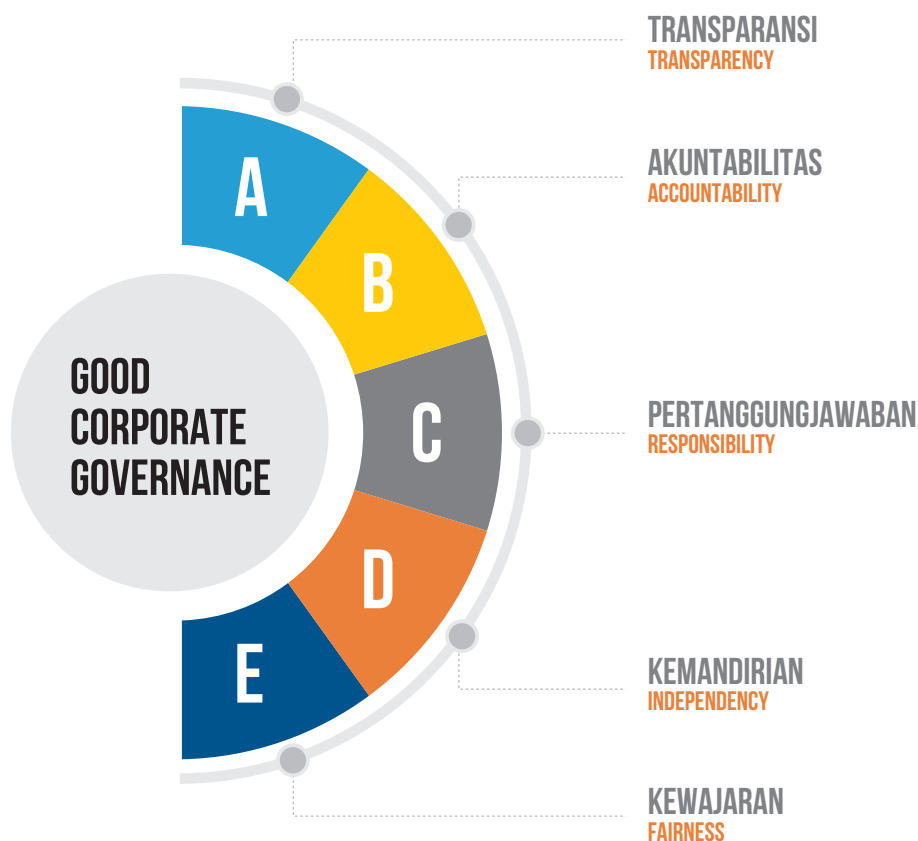 TRANSPARANSI
TRANSPARENCY
A
AKUNTABILITAS
ACCOUNTABILITY
B
GOOD
CORPORATE
GOVERNANCE
C
PERTANGGUNGJAWABAN
RESPONSIBILITY
D
KEMANDIRIAN
INDEPENDENCY
E
KEWAJARAN
FAIRNESS